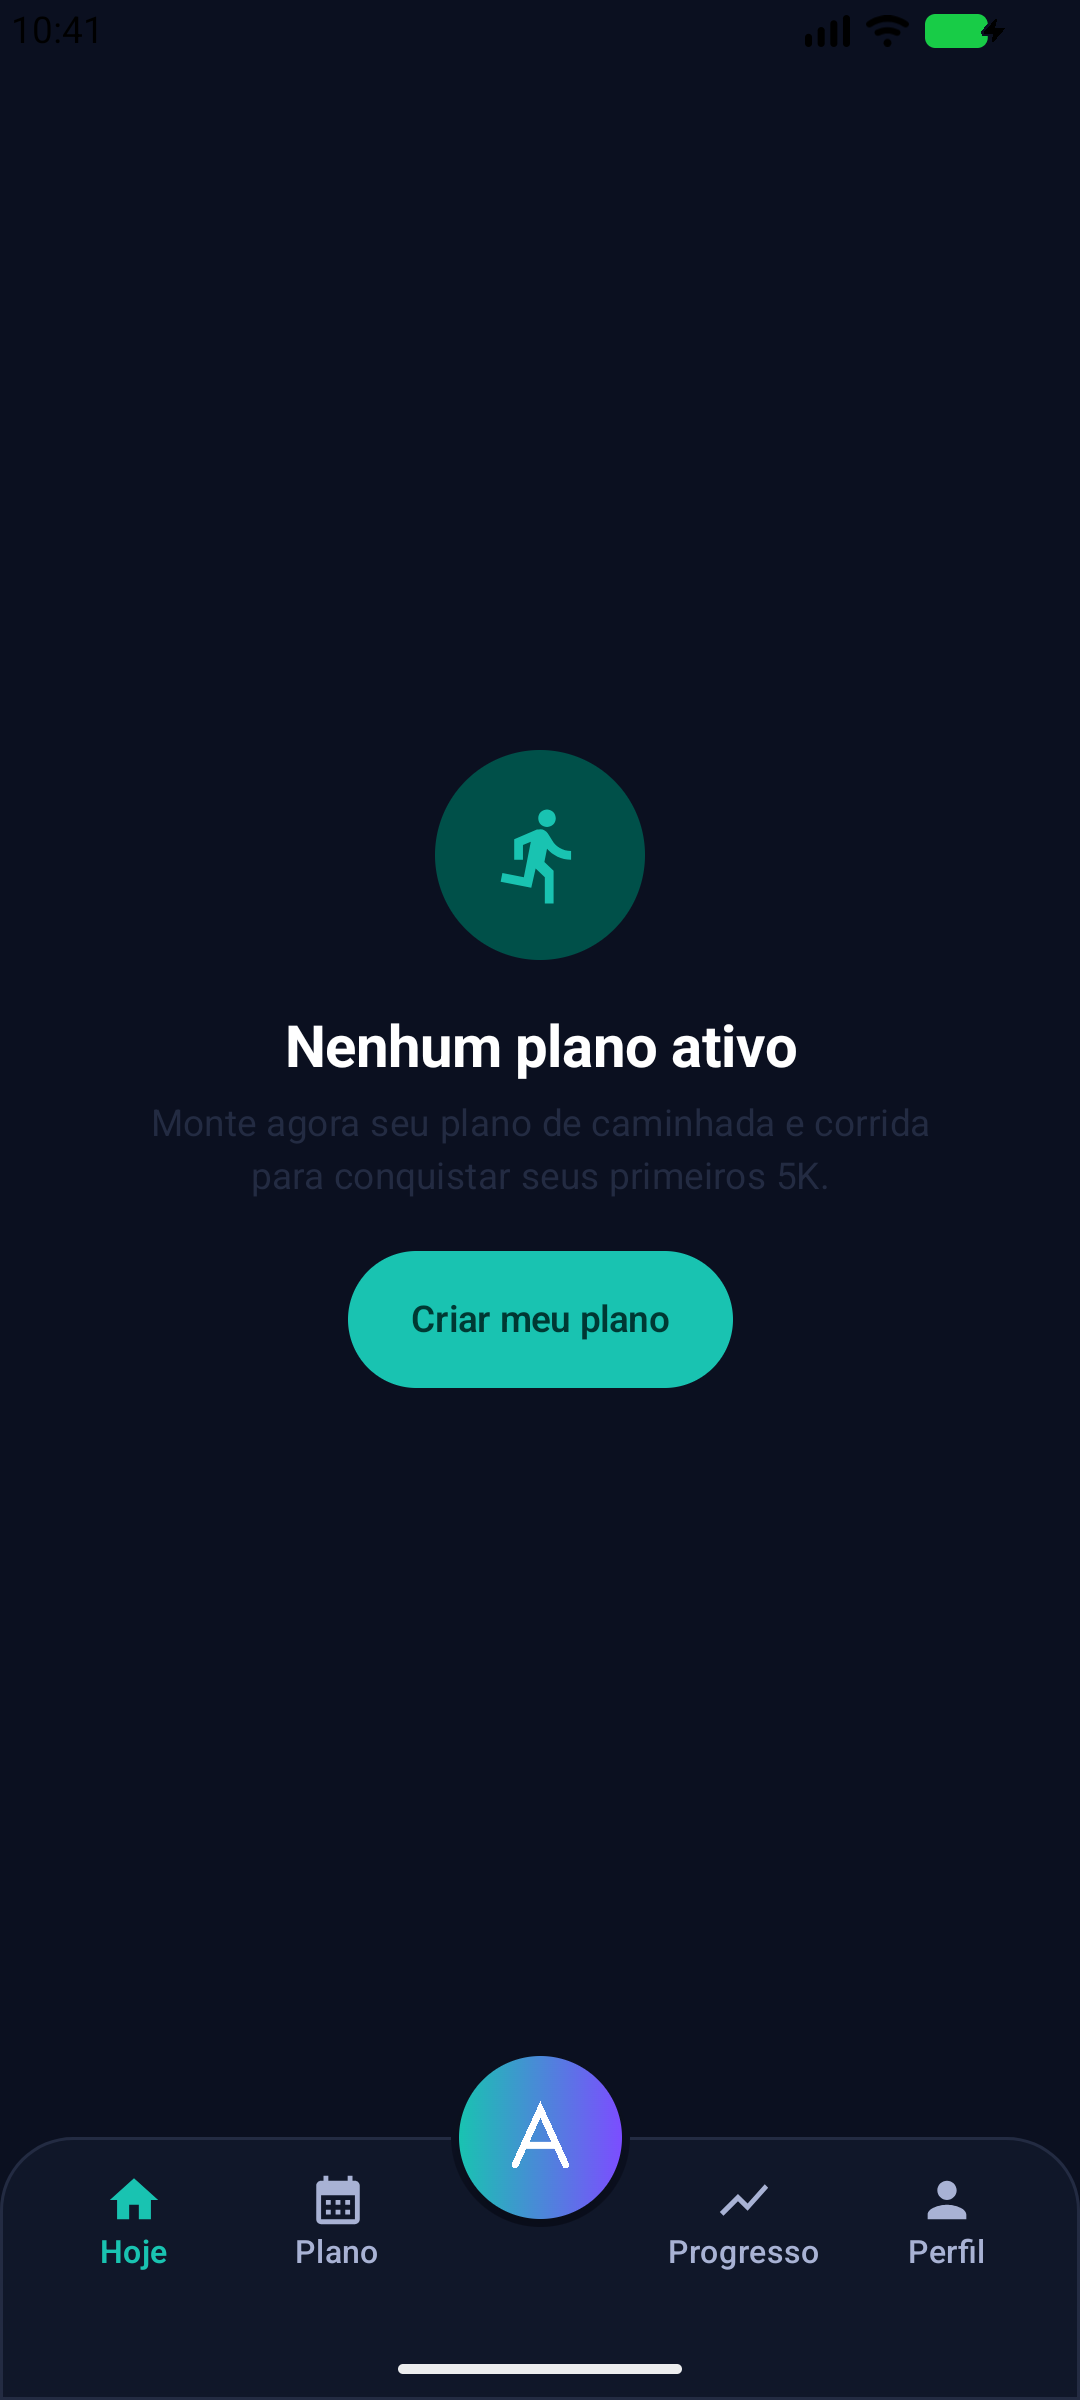 10:41
Nenhum plano ativo
Monte agora seu plano de caminhada e corrida
para conquistar seus primeiros 5K.
Criar meu plano
A
Hoje
Plano
Progresso
Perfil